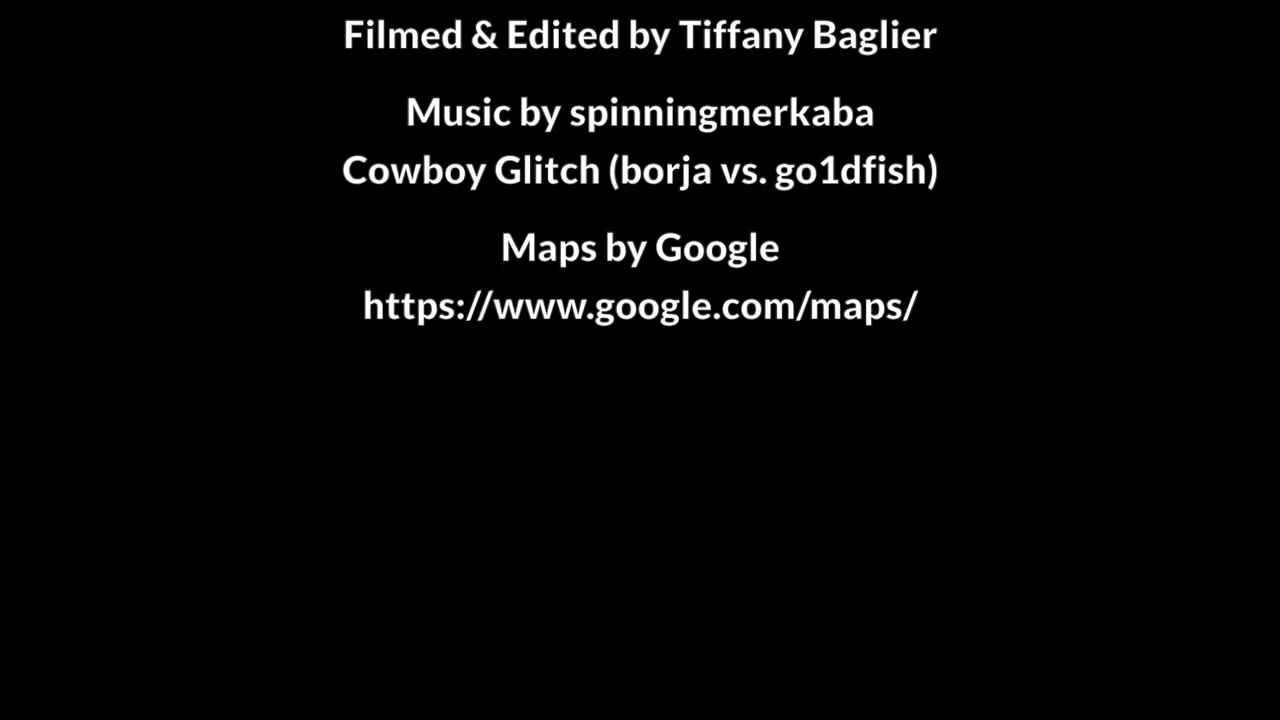 Filmed & Edited by Tiffany Baglier
Music by spinningmerkaba
Cowboy Glitch (borja vs. go1dfish)
Maps by Google
https://www.google.com/maps/